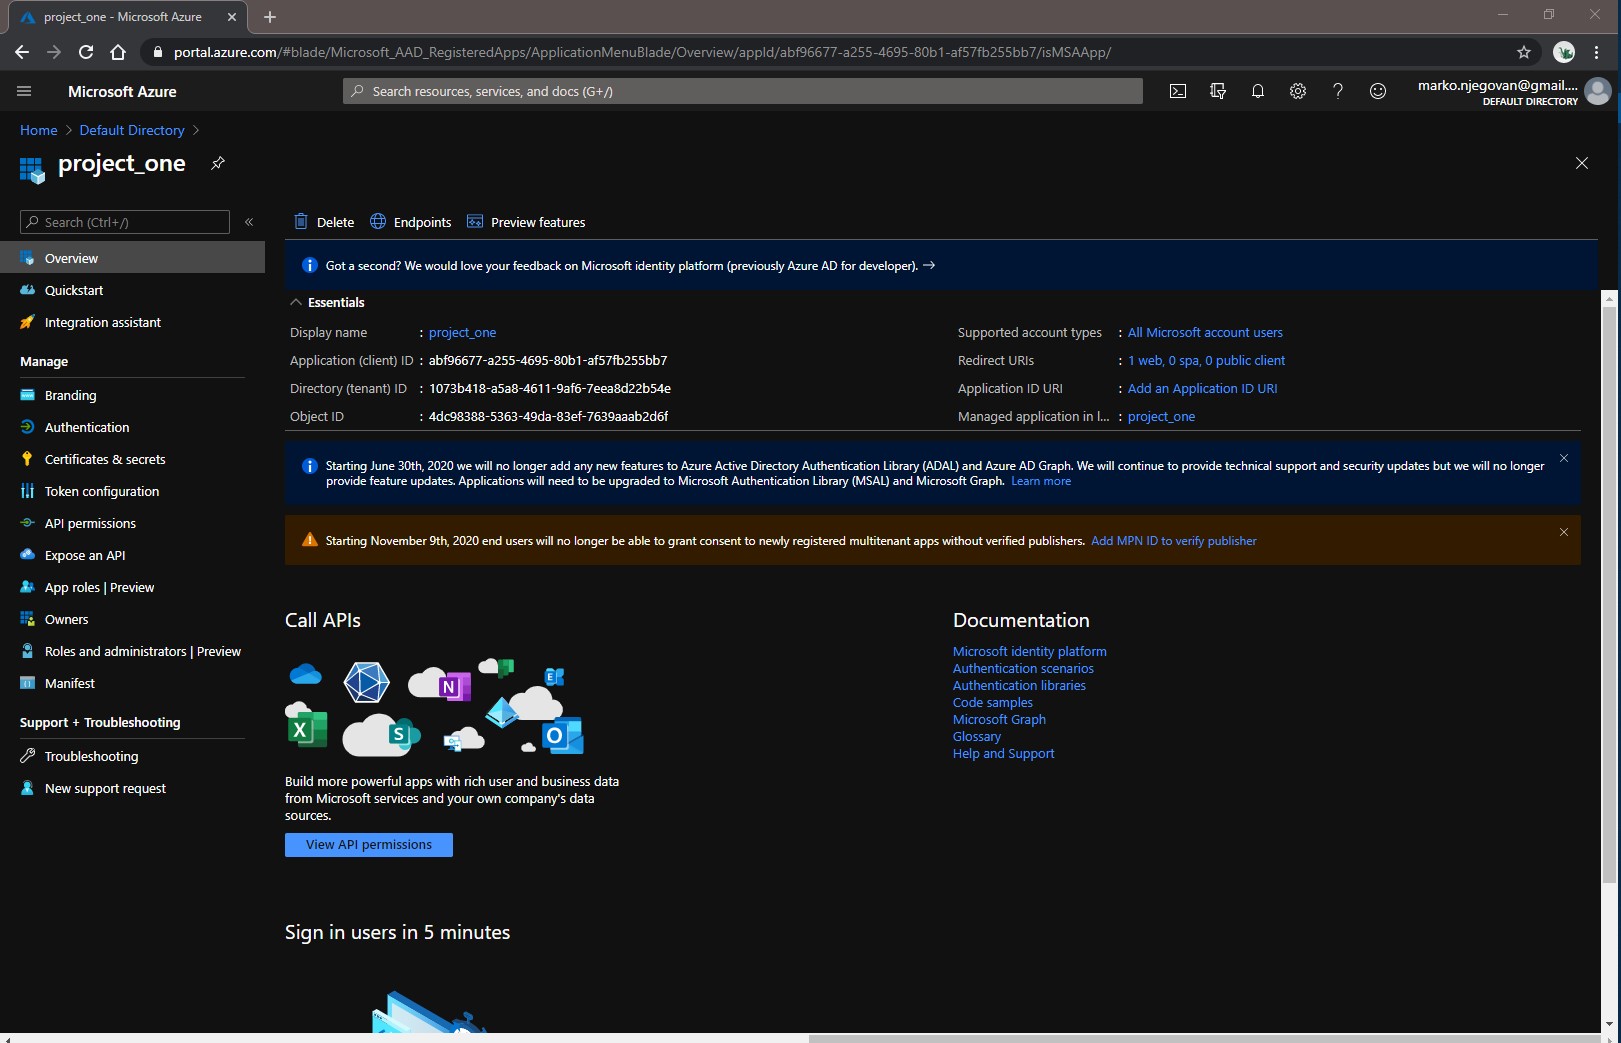 project_one - Microsoft Azure
portal.azure.com/#blade/Microsoft_AAD_RegisteredApps/ApplicationMenuBlade/Overview/appId/abf96677-a255-4695-80b1-af57fb255bb7/isMSAApp/
Microsoft Azure
Search resources, services, and docs (G+/)
marko.njegovan@gmail....
DEFAULT DIRECTORY
Home > Default Directory >
project_one
Search (Ctrl+/)
«
Overview
Quickstart
Integration assistant
Manage
Branding
Authentication
Certificates & secrets
Token configuration
API permissions
Expose an API
App roles | Preview
Owners
Roles and administrators | Preview
Manifest
Support + Troubleshooting
Troubleshooting
New support request
Delete
Endpoints
Preview features
Got a second? We would love your feedback on Microsoft identity platform (previously Azure AD for developer). →
Essentials
Display name : project_one
Application (client) ID : abf96677-a255-4695-80b1-af57fb255bb7
Directory (tenant) ID : 1073b418-a5a8-4611-9af6-7eea8d22b54e
Object ID : 4dc98388-5363-49da-83ef-7639aaab2d6f
Supported account types : All Microsoft account users
Redirect URIs : 1 web, 0 spa, 0 public client
Application ID URI : Add an Application ID URI
Managed application in l... : project_one
Starting June 30th, 2020 we will no longer add any new features to Azure Active Directory Authentication Library (ADAL) and Azure AD Graph. We will continue to provide technical support and security updates but we will no longer
provide feature updates. Applications will need to be upgraded to Microsoft Authentication Library (MSAL) and Microsoft Graph. Learn more
Starting November 9th, 2020 end users will no longer be able to grant consent to newly registered multitenant apps without verified publishers. Add MPN ID to verify publisher
Call APIs
N
E
X
S
O
Build more powerful apps with rich user and business data
from Microsoft services and your own company's data
sources.
View API permissions
Documentation
Microsoft identity platform
Authentication scenarios
Authentication libraries
Code samples
Microsoft Graph
Glossary
Help and Support
Sign in users in 5 minutes